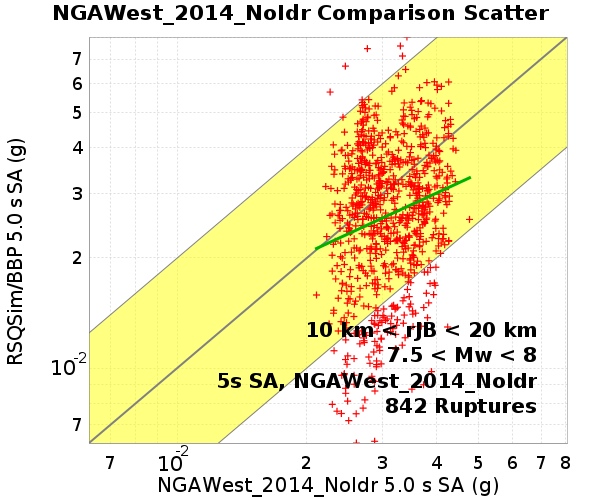 NGAWest_2014_NoIdr Comparison Scatter
RSQSim/BBP 5.0 s SA (g)
7
6
5
4
3
2
10-2
7
10 km < rJB < 20 km
7.5 < Mw < 8
5s SA, NGAWest_2014_NoIdr
842 Ruptures
7 10-2 2 3 4 5 6 7 8
NGAWest_2014_NoIdr 5.0 s SA (g)